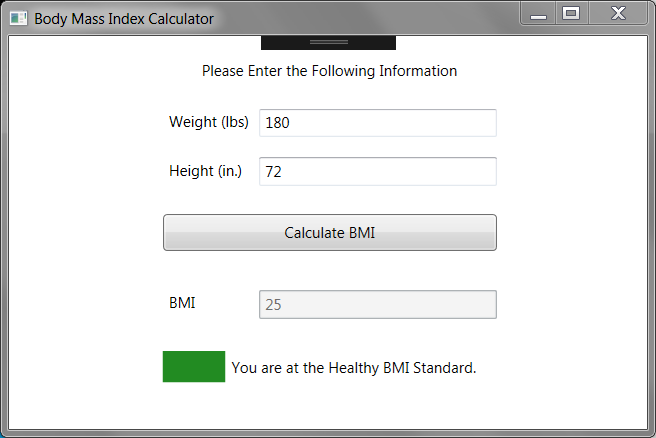 Body Mass Index Calculator
Please Enter the Following Information
Weight (lbs) 180
Height (in.) 72
Calculate BMI
BMI 25
You are at the Healthy BMI Standard.